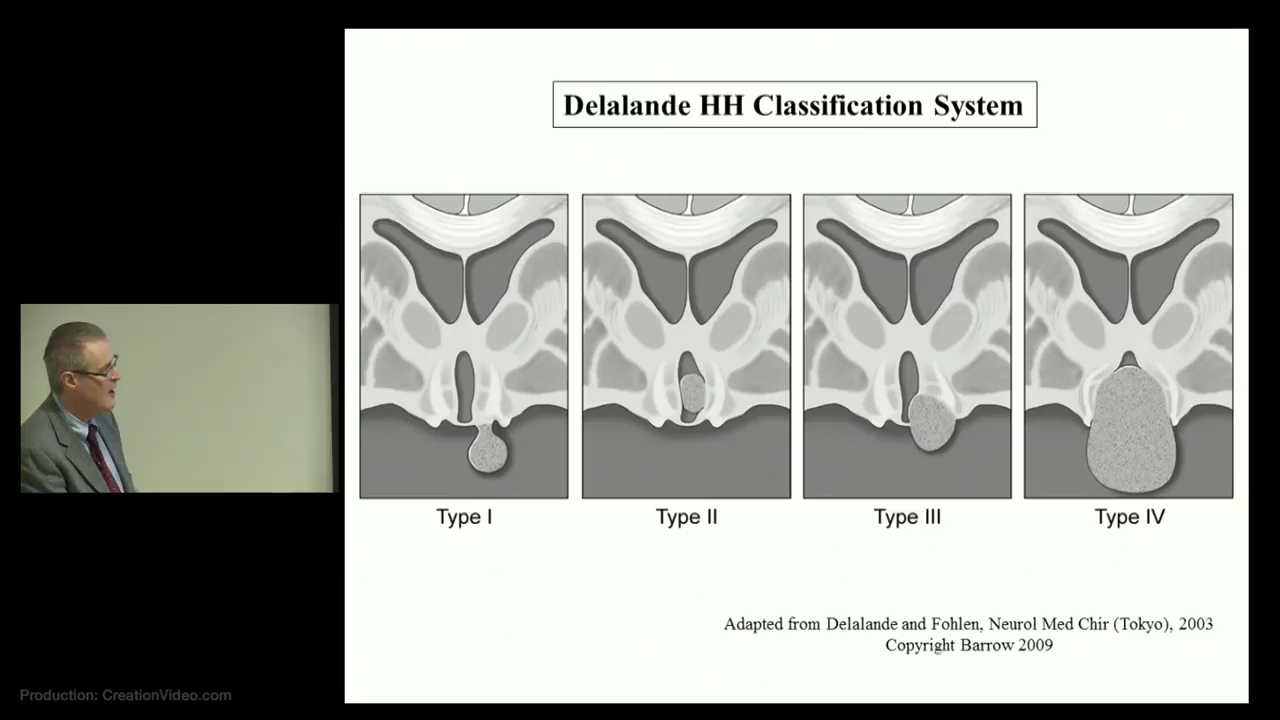 Delalande HH Classification System
Type I
Type II
Type III
Type IV
Adapted from Delalande and Fohlen, Neurol Med Chir (Tokyo), 2003
Copyright Barrow 2009
Production: CreationVideo.com